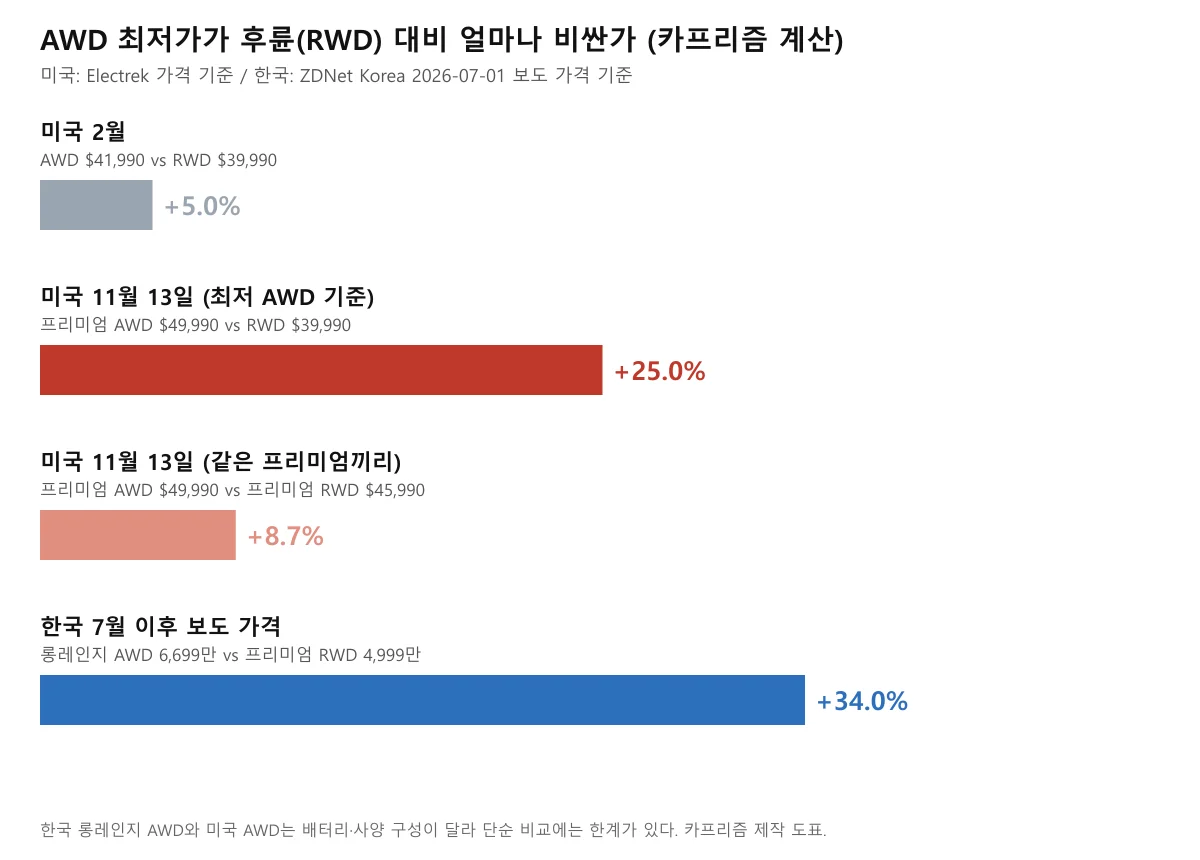 AWD 최저가가 후륜(RWD) 대비 얼마나 비싼가 (카프리즘 계산)
미국: Electrek 가격 기준 / 한국: ZDNet Korea 2026-07-01 보도 가격 기준
미국 2월
AWD $41,990 vs RWD $39,990
+5.0%
미국 11월 13일 (최저 AWD 기준)
프리미엄 AWD $49,990 vs RWD $39,990
+25.0%
미국 11월 13일 (같은 프리미엄끼리)
프리미엄 AWD $49,990 vs 프리미엄 RWD $45,990
+8.7%
한국 7월 이후 보도 가격
롱레인지 AWD 6,699만 vs 프리미엄 RWD 4,999만
+34.0%
한국 롱레인지 AWD와 미국 AWD는 배터리·사양 구성이 달라 단순 비교에는 한계가 있다. 카프리즘 제작 도표.